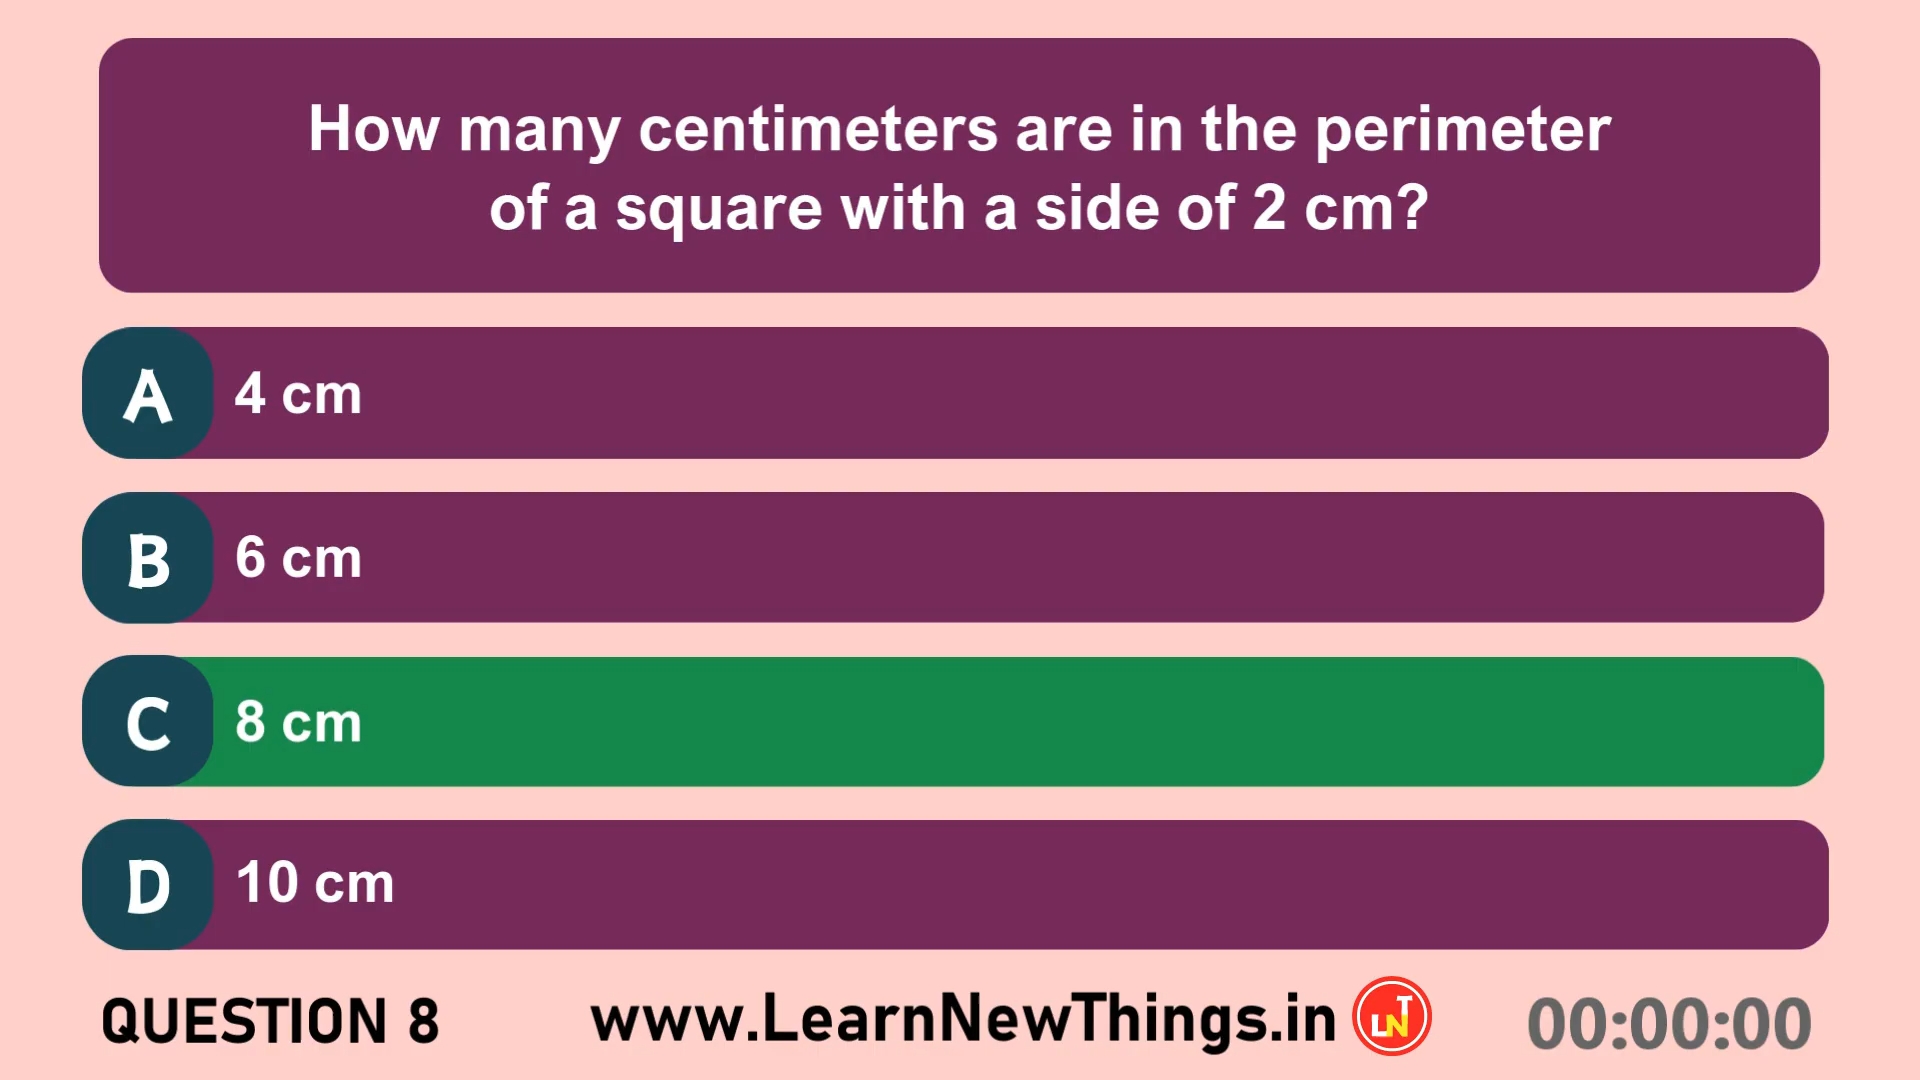 How many centimeters are in the perimeter
of a square with a side of 2 cm?
A 4 cm
B 6 cm
C 8 cm
D 10 cm
QUESTION 8 www.LearnNewThings.in LNT 00:00:00